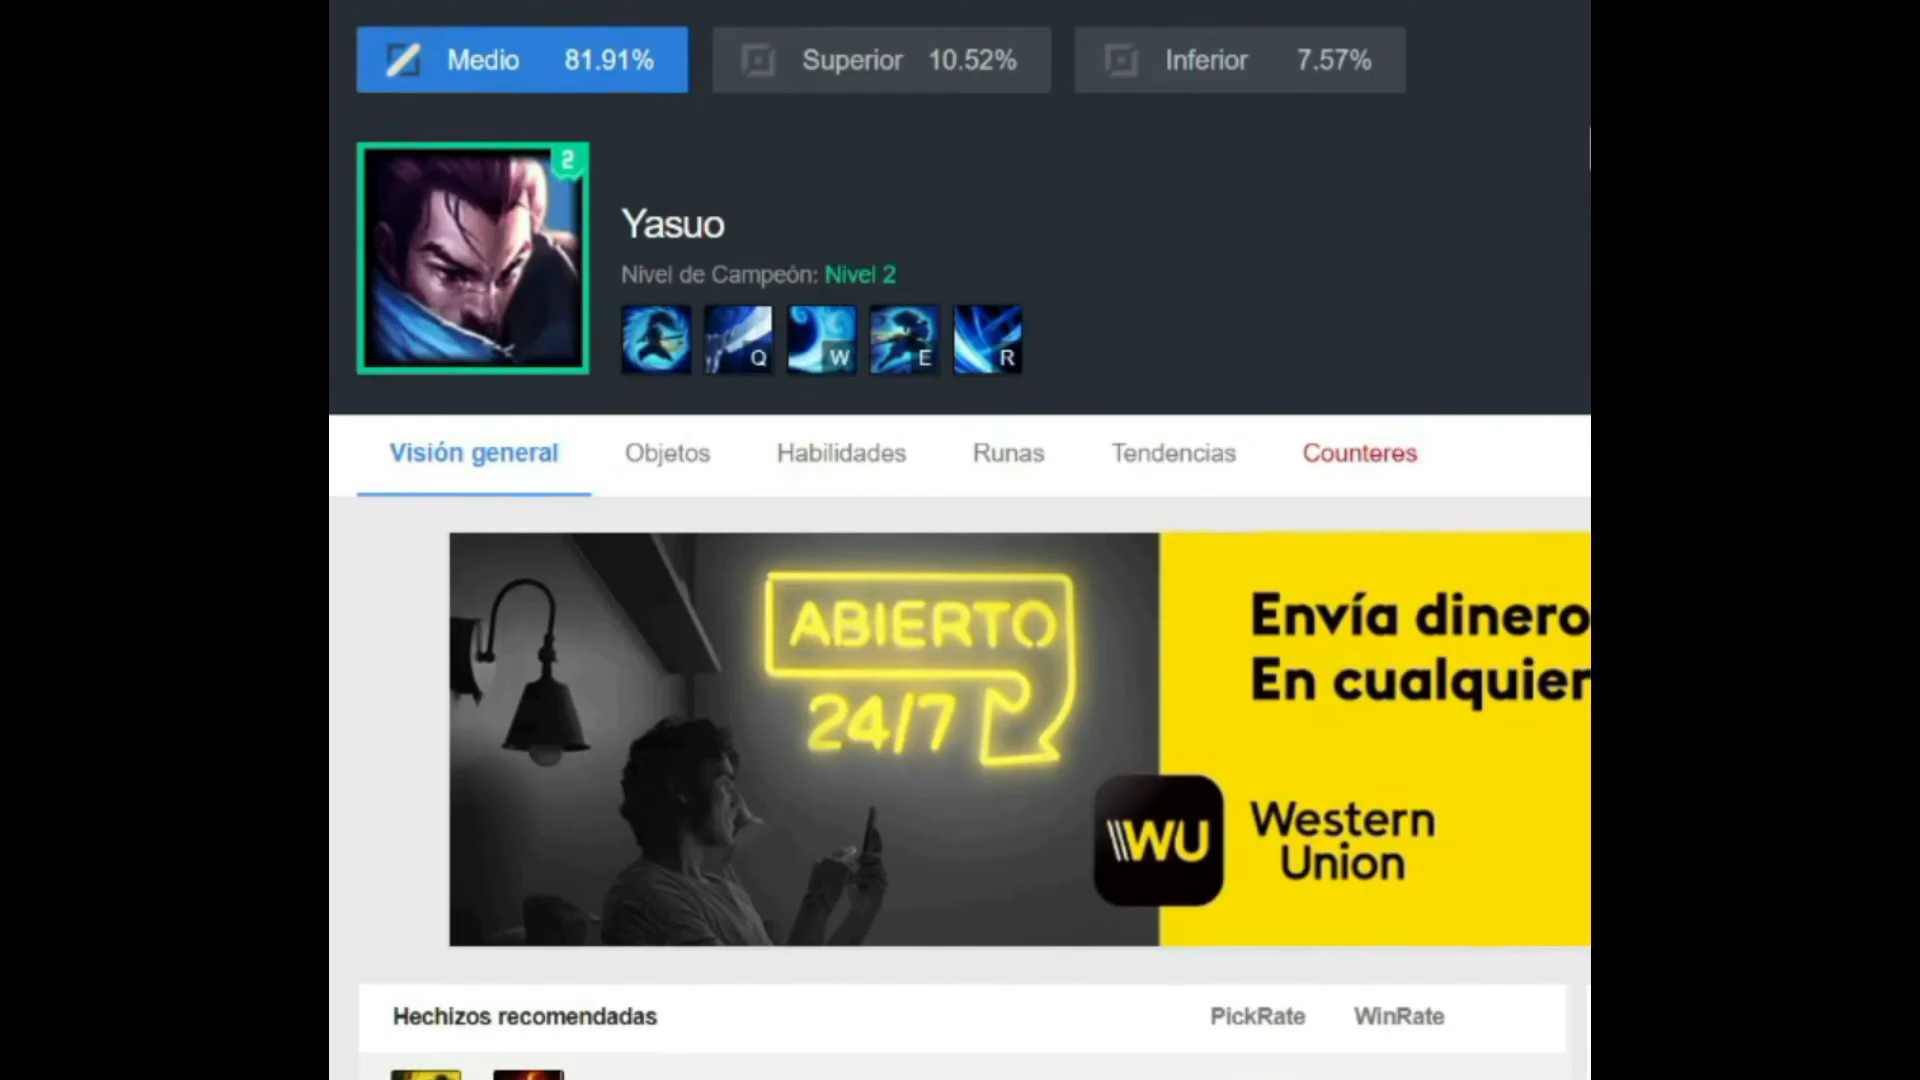 Medio 81.91% Superior 10.52% Inferior 7.57%
2
Yasuo
Nivel de Campeón: Nivel 2
Q W E R
Visión general Objetos Habilidades Runas Tendencias Counteres
ABIERTO
24/7
Envía dinero
En cualquier
WU
Western
Union
Hechizos recomendadas PickRate WinRate